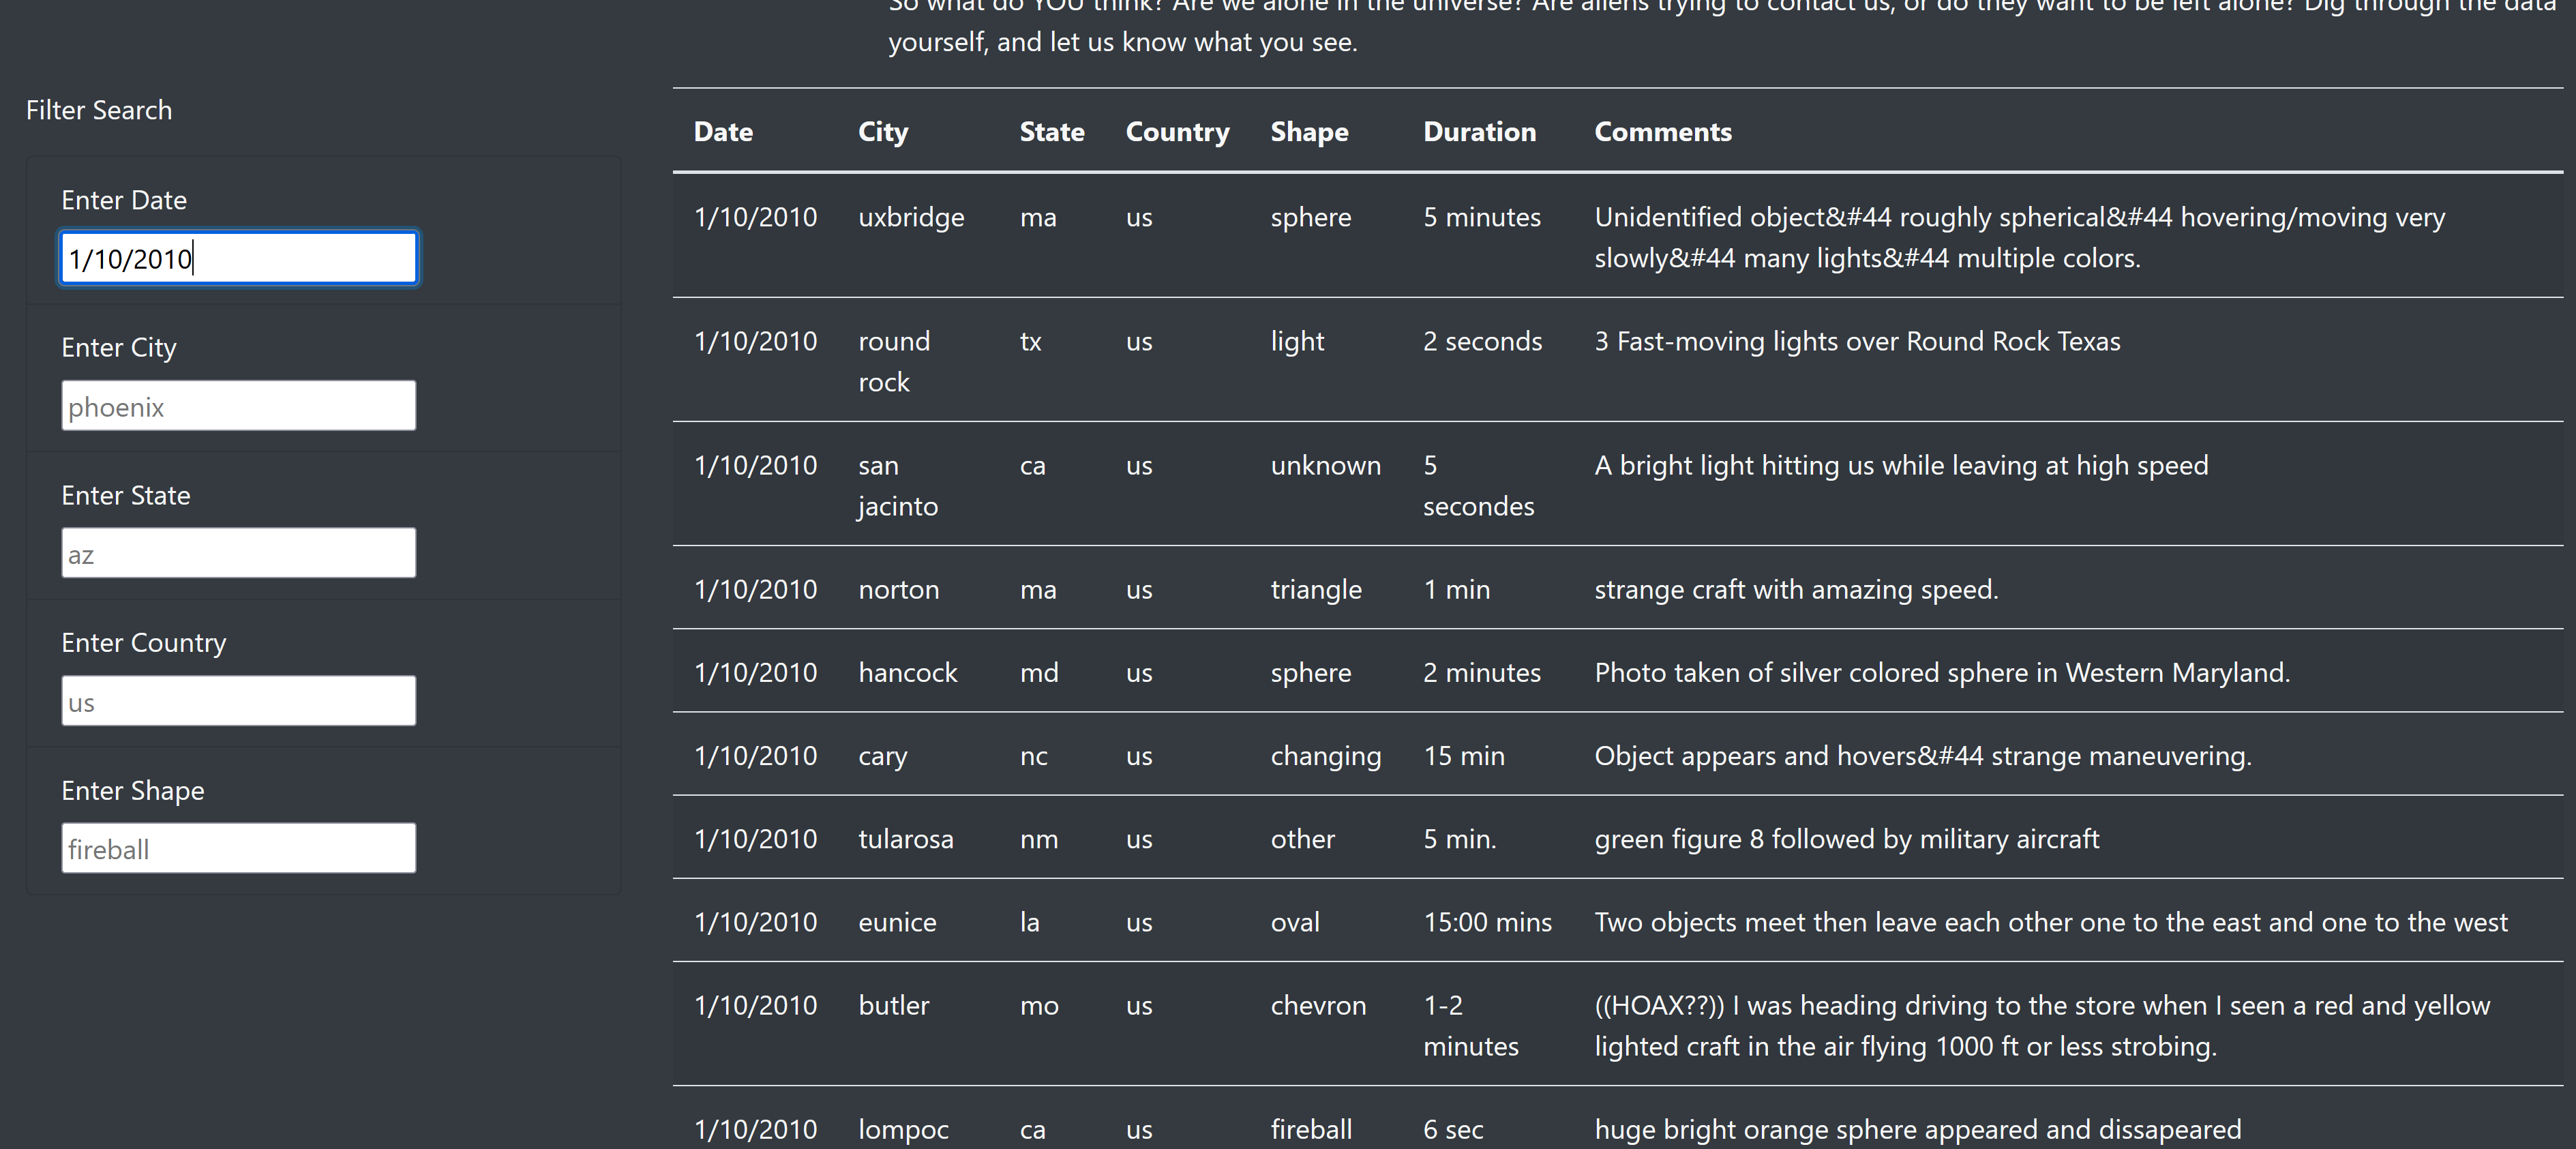 So what do YOU think? Are we alone in the universe? Are aliens trying to contact us, or do they want to be left alone? Dig through the data
yourself, and let us know what you see.
Filter Search
Enter Date
1/10/2010
Enter City
phoenix
Enter State
az
Enter Country
us
Enter Shape
fireball
Date City State Country Shape Duration Comments
1/10/2010 uxbridge ma us sphere 5 minutes Unidentified object&#44 roughly spherical&#44 hovering/moving very
slowly&#44 many lights&#44 multiple colors.
1/10/2010 round tx us light 2 seconds 3 Fast-moving lights over Round Rock Texas
rock
1/10/2010 san ca us unknown 5 A bright light hitting us while leaving at high speed
jacinto secondes
1/10/2010 norton ma us triangle 1 min strange craft with amazing speed.
1/10/2010 hancock md us sphere 2 minutes Photo taken of silver colored sphere in Western Maryland.
1/10/2010 cary nc us changing 15 min Object appears and hovers&#44 strange maneuvering.
1/10/2010 tularosa nm us other 5 min. green figure 8 followed by military aircraft
1/10/2010 eunice la us oval 15:00 mins Two objects meet then leave each other one to the east and one to the west
1/10/2010 butler mo us chevron 1-2 ((HOAX??)) I was heading driving to the store when I seen a red and yellow
minutes lighted craft in the air flying 1000 ft or less strobing.
1/10/2010 lompoc ca us fireball 6 sec huge bright orange sphere appeared and dissapeared